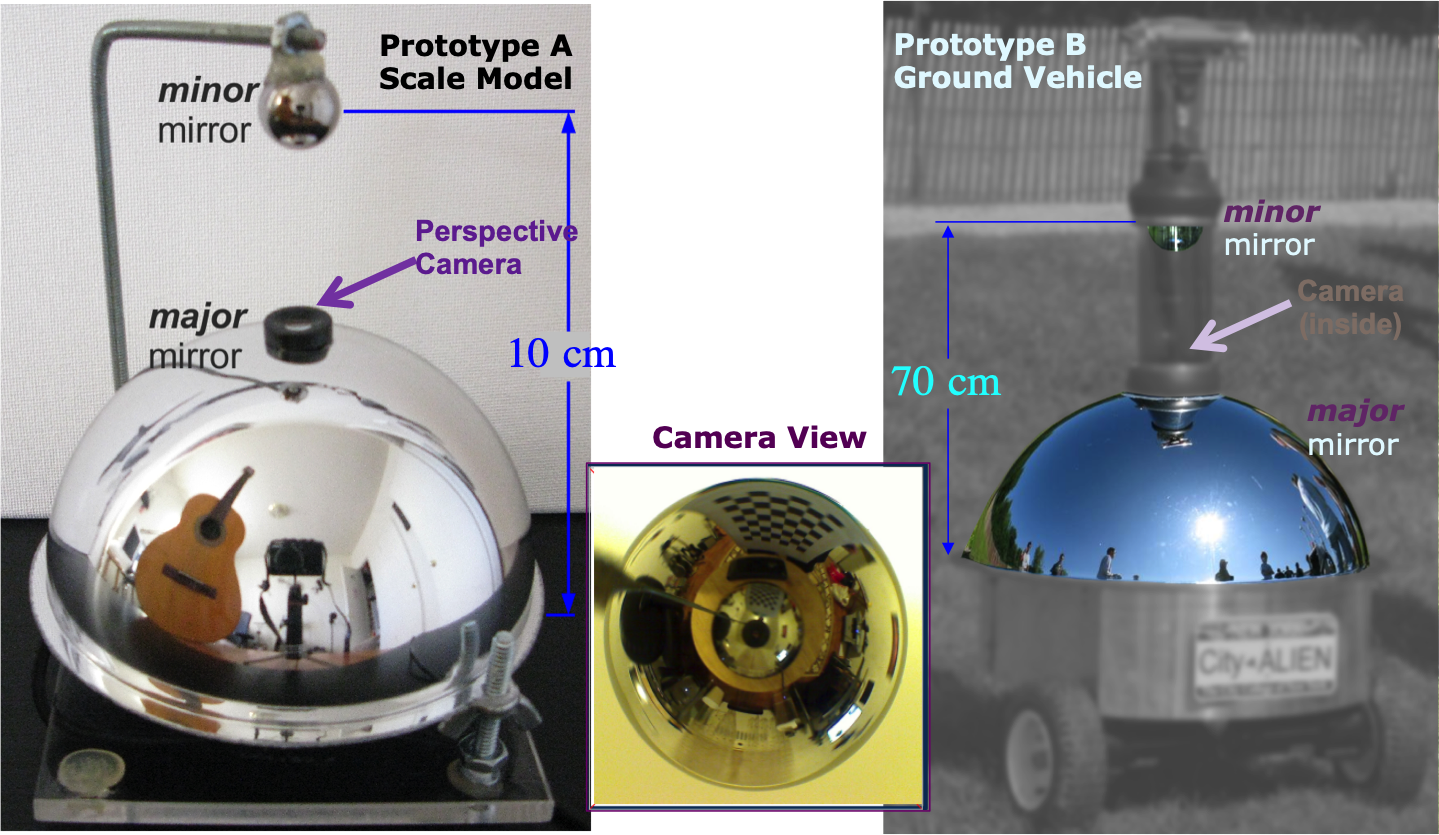 Prototype A
Scale Model
minor
mirror
Perspective
Camera
major
mirror
10 cm
Camera View
Prototype B
Ground Vehicle
minor
mirror
Camera
(inside)
70 cm
major
mirror
City ALIEN